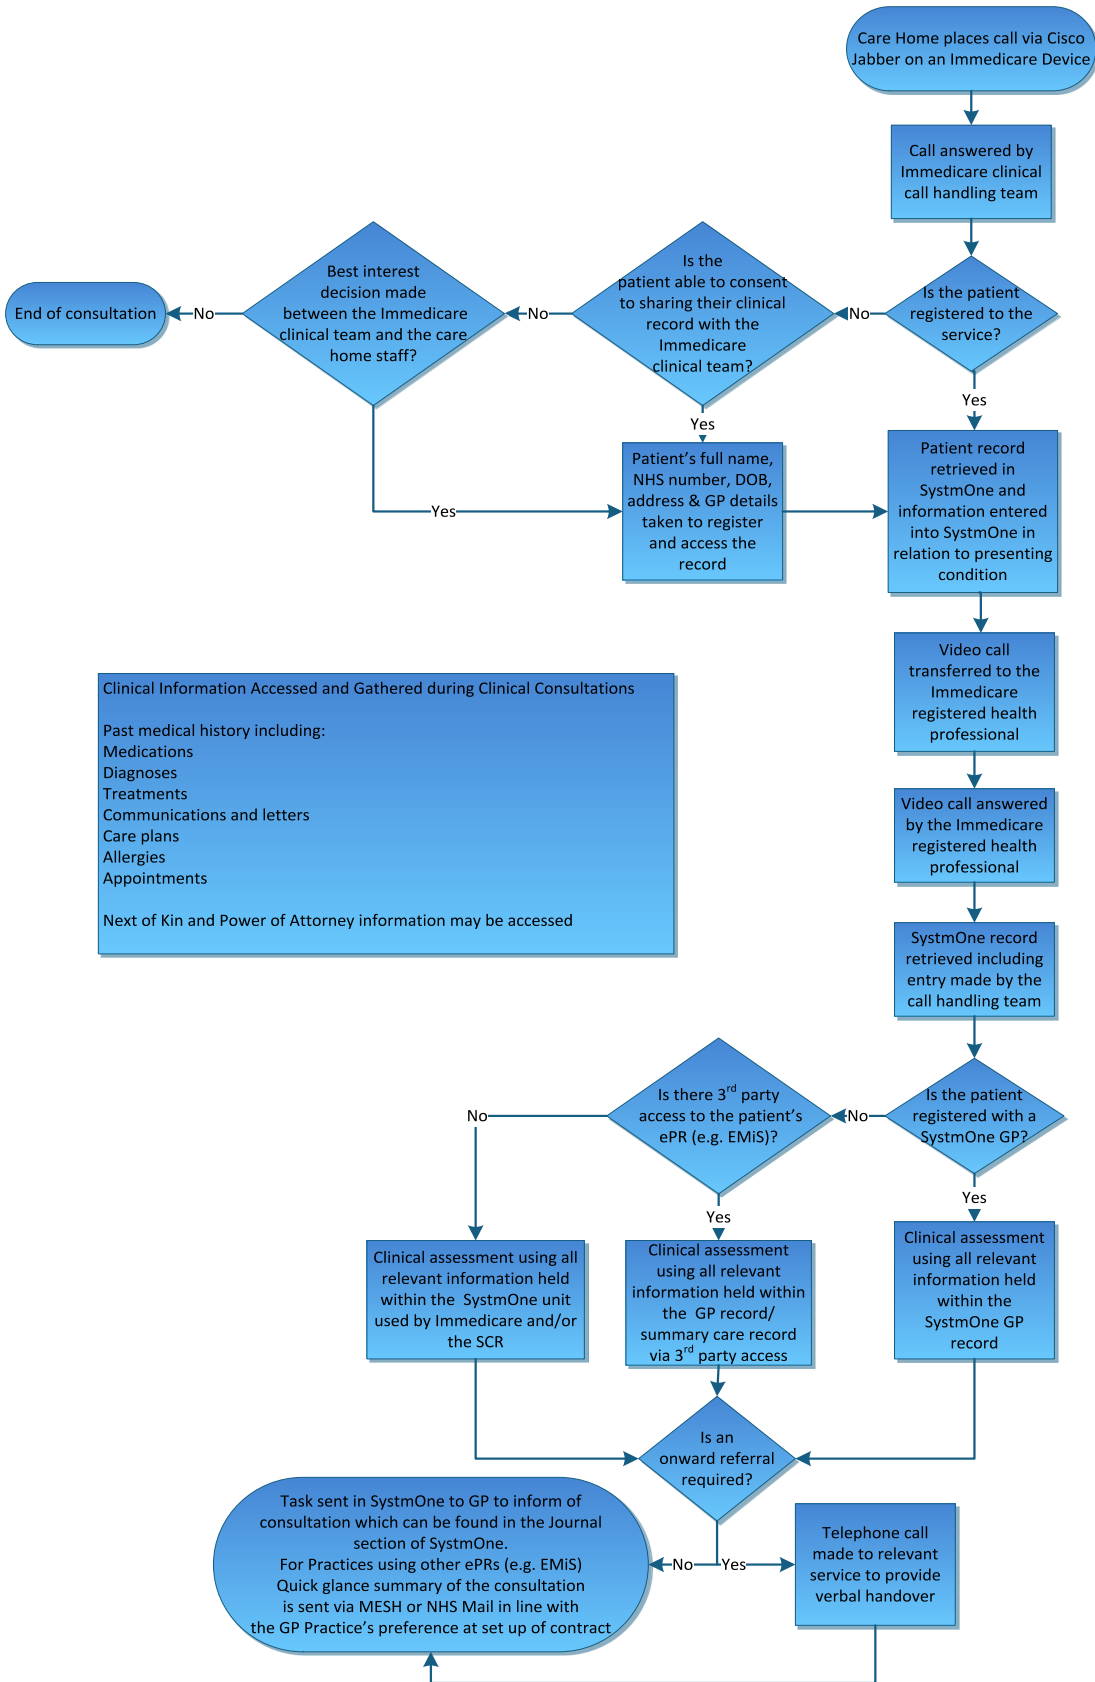 Care Home places call via Cisco
Jabber on an Immedicare Device
Call answered by
Immedicare clinical
call handling team
Is the patient
registered to the
service?
No
Yes
Is the
patient able to consent
to sharing their clinical
record with the
Immedicare
clinical team?
No
Yes
Best interest
decision made
between the Immedicare
clinical team and the care
home staff?
No
Yes
End of consultation
Patient's full name,
NHS number, DOB,
address & GP details
taken to register
and access the
record
Patient record
retrieved in
SystmOne and
information entered
into SystmOne in
relation to presenting
condition
Video call
transferred to the
Immedicare
registered health
professional
Clinical Information Accessed and Gathered during Clinical Consultations
Past medical history including:
Medications
Diagnoses
Treatments
Communications and letters
Care plans
Allergies
Appointments
Next of Kin and Power of Attorney information may be accessed
Video call answered
by the Immedicare
registered health
professional
SystmOne record
retrieved including
entry made by the
call handling team
Is the patient
registered with a
SystmOne GP?
No
Yes
Is there 3rd party
access to the patient's
ePR (e.g. EMiS)?
No
Yes
Clinical assessment using all
relevant information held
within the SystmOne unit
used by Immedicare and/or
the SCR
Clinical assessment
using all relevant
information held within
the GP record/
summary care record
via 3rd party access
Clinical assessment
using all relevant
information held
within the
SystmOne GP
record
Is an
onward referral
required?
No
Yes
Task sent in SystmOne to GP to inform of
consultation which can be found in the Journal
section of SystmOne.
For Practices using other ePRs (e.g. EMiS)
Quick glance summary of the consultation
is sent via MESH or NHS Mail in line with
the GP Practice's preference at set up of contract
Telephone call
made to relevant
service to provide
verbal handover